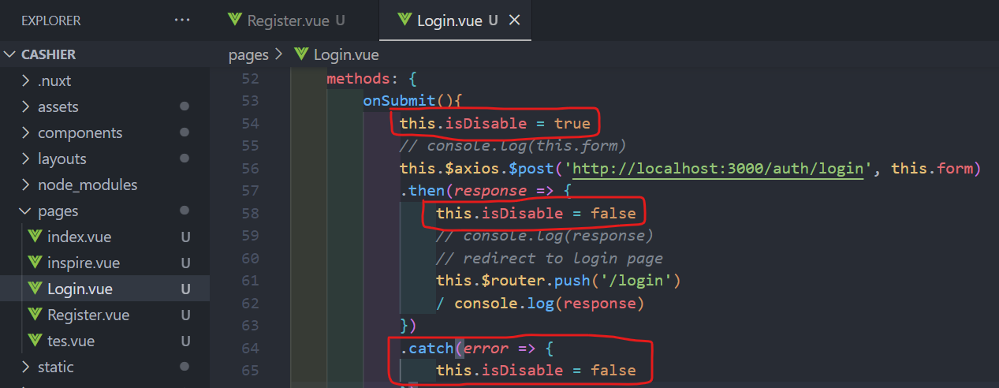 EXPLORER ...
Register.vue U
Login.vue U ×
CASHIER
pages > Login.vue
.nuxt
assets
components
layouts
node_modules
pages
index.vue U
inspire.vue U
Login.vue U
Register.vue U
tes.vue U
static
52 methods: {
53 onSubmit(){
54 this.isDisable = true
55 // console.log(this.form)
56 this.$axios.$post('http://localhost:3000/auth/login', this.form)
57 .then(response => {
58 this.isDisable = false
59 // console.log(response)
60 // redirect to login page
61 this.$router.push('/login')
62 / console.log(response)
63 })
64 .catch(error => {
65 this.isDisable = false